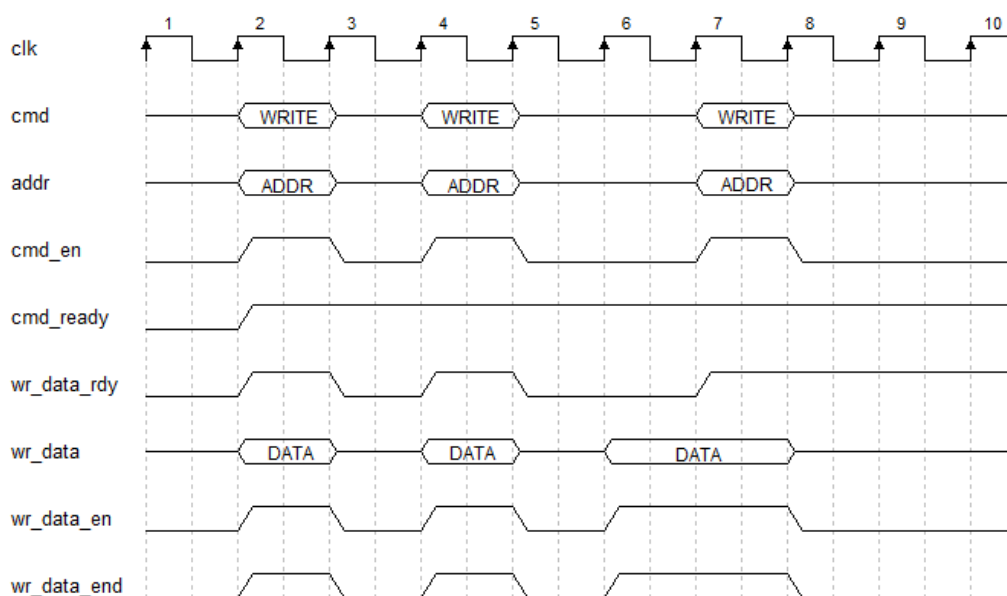 1 2 3 4 5 6 7 8 9 10
clk
cmd WRITE WRITE WRITE
addr ADDR ADDR ADDR
cmd_en
cmd_ready
wr_data_rdy
wr_data DATA DATA DATA
wr_data_en
wr_data_end